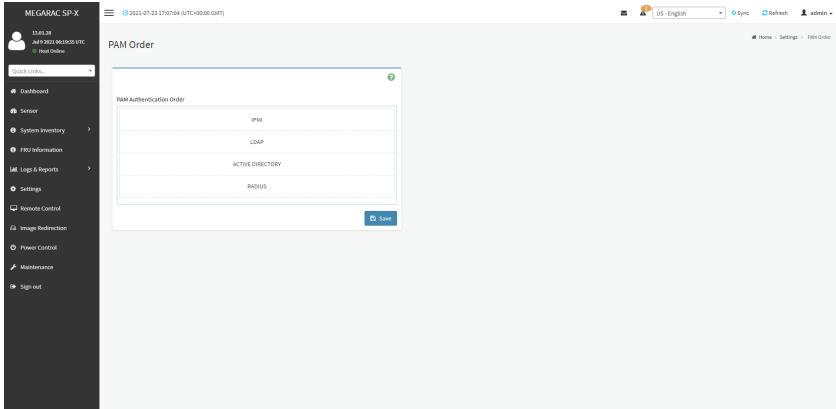 MEGARAC SP-X
2021-07-23 17:07:04 (UTC+00:00 GMT)
2
US - English
Sync
Refresh
admin
13.01.28
Jul 9 2021 06:19:35 UTC
Host Online
Quick Links...
Dashboard
Sensor
System Inventory
FRU Information
Logs & Reports
Settings
Remote Control
Image Redirection
Power Control
Maintenance
Sign out
PAM Order
Home > Settings > PAM Order
?
PAM Authentication Order
IPMI
LDAP
ACTIVE DIRECTORY
RADIUS
Save